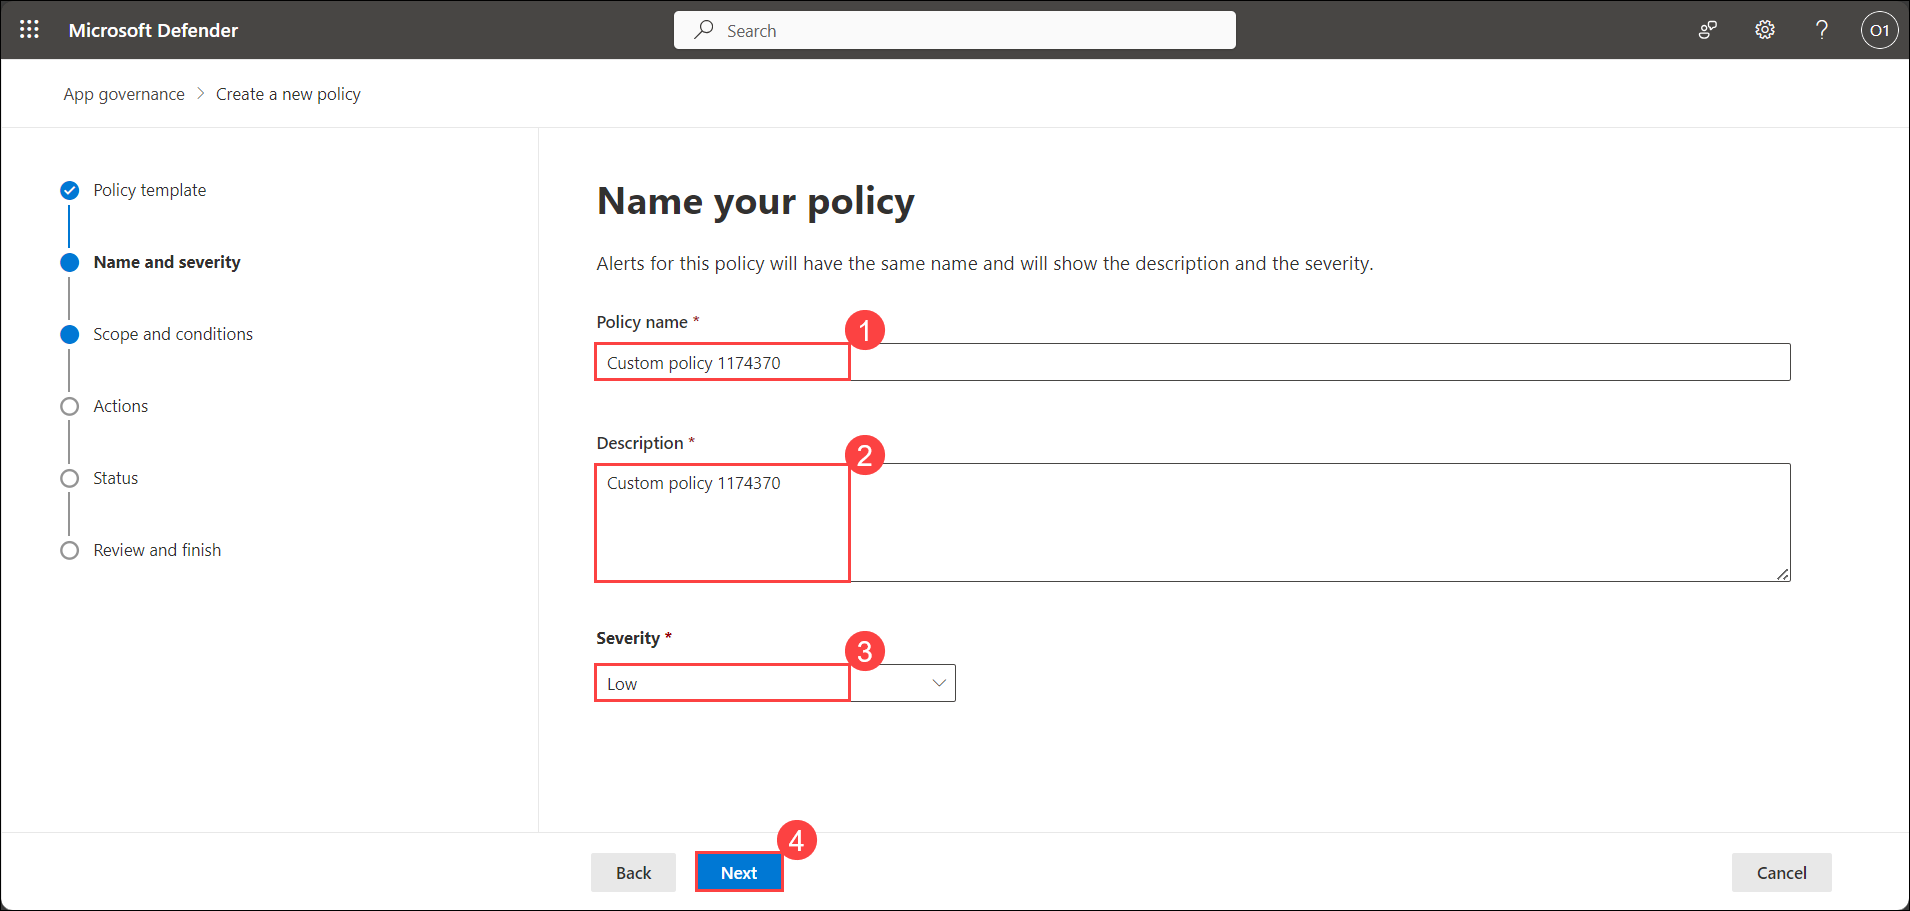 Microsoft Defender
Search
O1
App governance > Create a new policy
Policy template
Name and severity
Scope and conditions
Actions
Status
Review and finish
Name your policy
Alerts for this policy will have the same name and will show the description and the severity.
Policy name *
1
Custom policy 1174370
Description *
2
Custom policy 1174370
Severity *
3
Low
4
Back
Next
Cancel